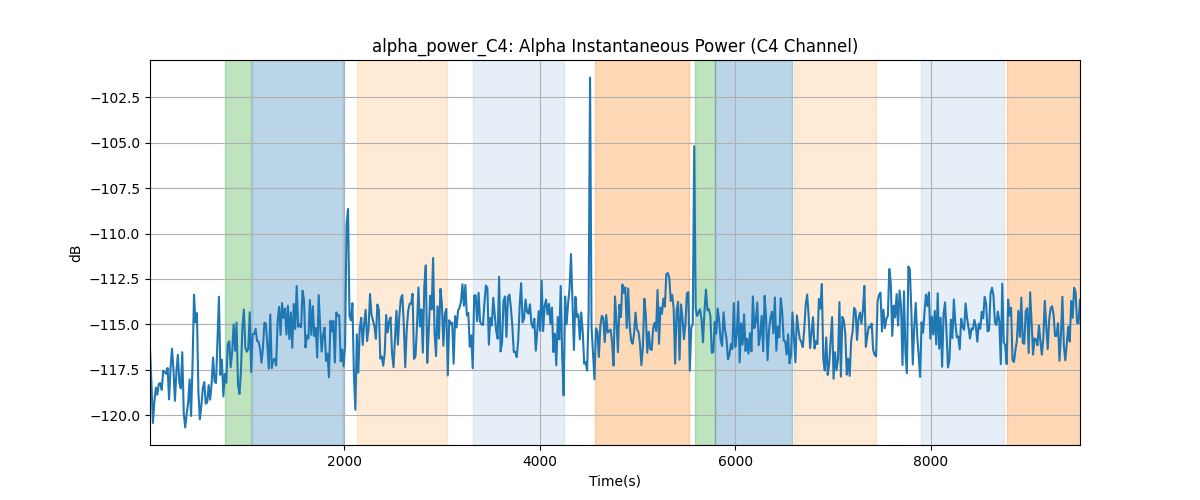 alpha_power_C4: Alpha Instantaneous Power (C4 Channel)
−102.5
−105.0
−107.5
−110.0
−112.5
−115.0
−117.5
−120.0
dB
2000 4000 6000 8000
Time(s)